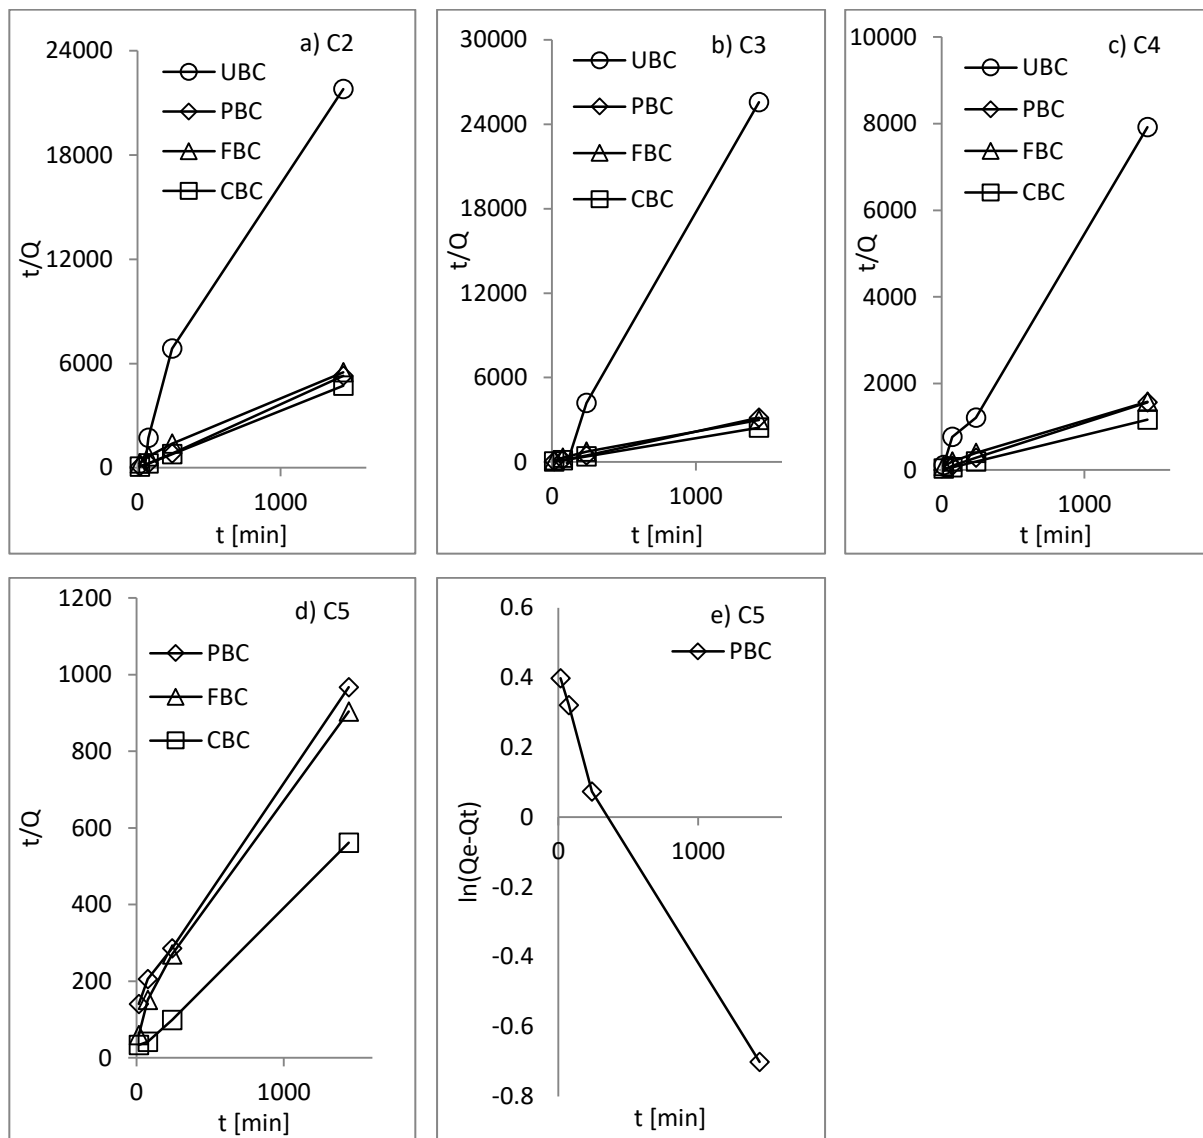 a) C2
24000
18000
12000
6000
0
t/Q
UBC
PBC
FBC
CBC
0
1000
t [min]
b) C3
30000
24000
18000
12000
6000
0
t/Q
UBC
PBC
FBC
CBC
0
1000
t [min]
c) C4
10000
8000
6000
4000
2000
0
t/Q
UBC
PBC
FBC
CBC
0
1000
t [min]
d) C5
1200
1000
800
600
400
200
0
t/Q
PBC
FBC
CBC
0
1000
t [min]
e) C5
0.6
0.4
0.2
0
-0.2
-0.4
-0.6
-0.8
ln(Qe-Qt)
PBC
0
1000
t [min]